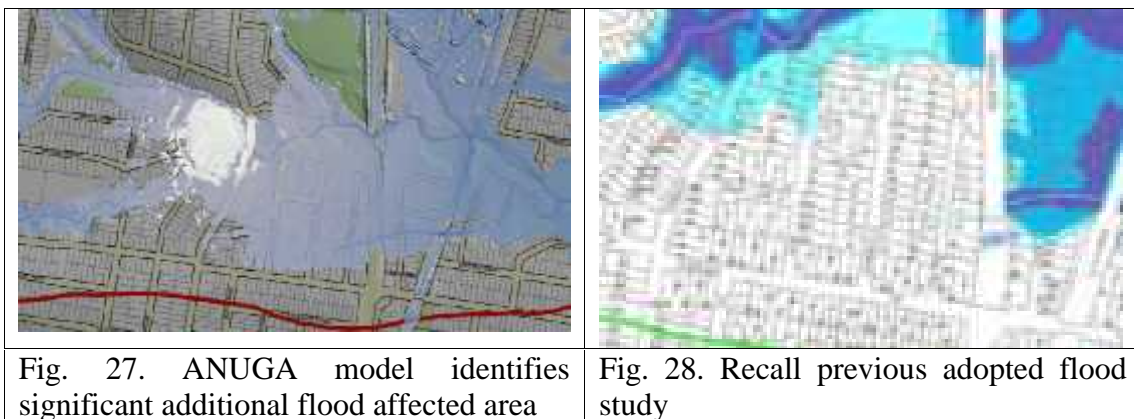 Fig. 27. ANUGA model identifies
significant additional flood affected area
Fig. 28. Recall previous adopted flood
study